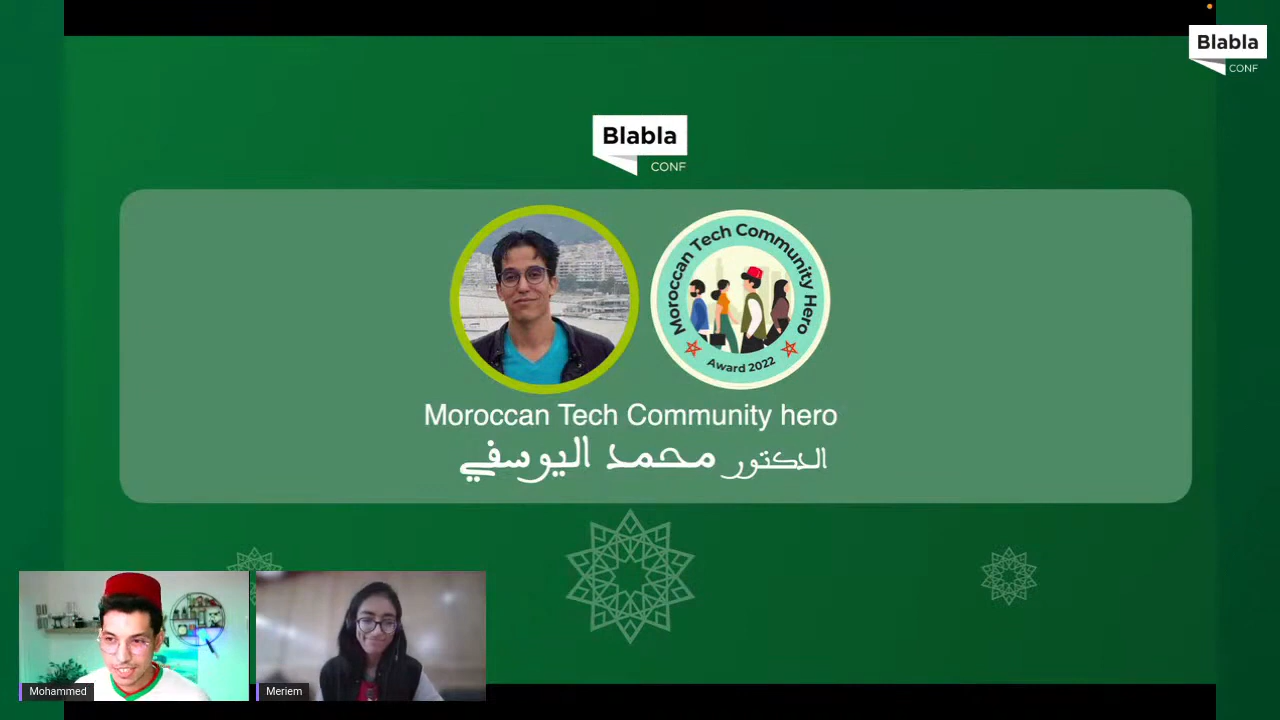 Blabla
CONF
Blabla
CONF
Moroccan Tech Community Hero
Award 2022
Moroccan Tech Community hero
الدكتور محمد اليوسفي
Mohammed
Meriem